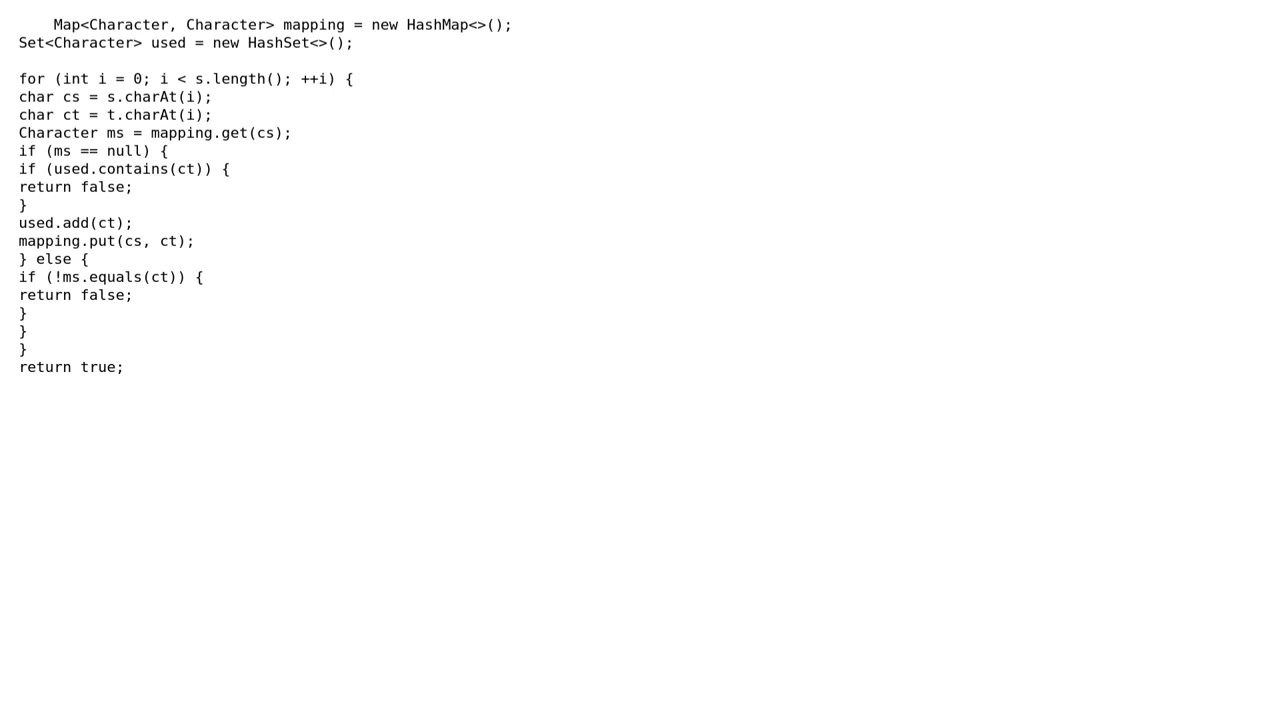 Map<Character, Character> mapping = new HashMap<>();
Set<Character> used = new HashSet<>();

for (int i = 0; i < s.length(); ++i) {
char cs = s.charAt(i);
char ct = t.charAt(i);
Character ms = mapping.get(cs);
if (ms == null) {
if (used.contains(ct)) {
return false;
}
used.add(ct);
mapping.put(cs, ct);
} else {
if (!ms.equals(ct)) {
return false;
}
}
}
return true;